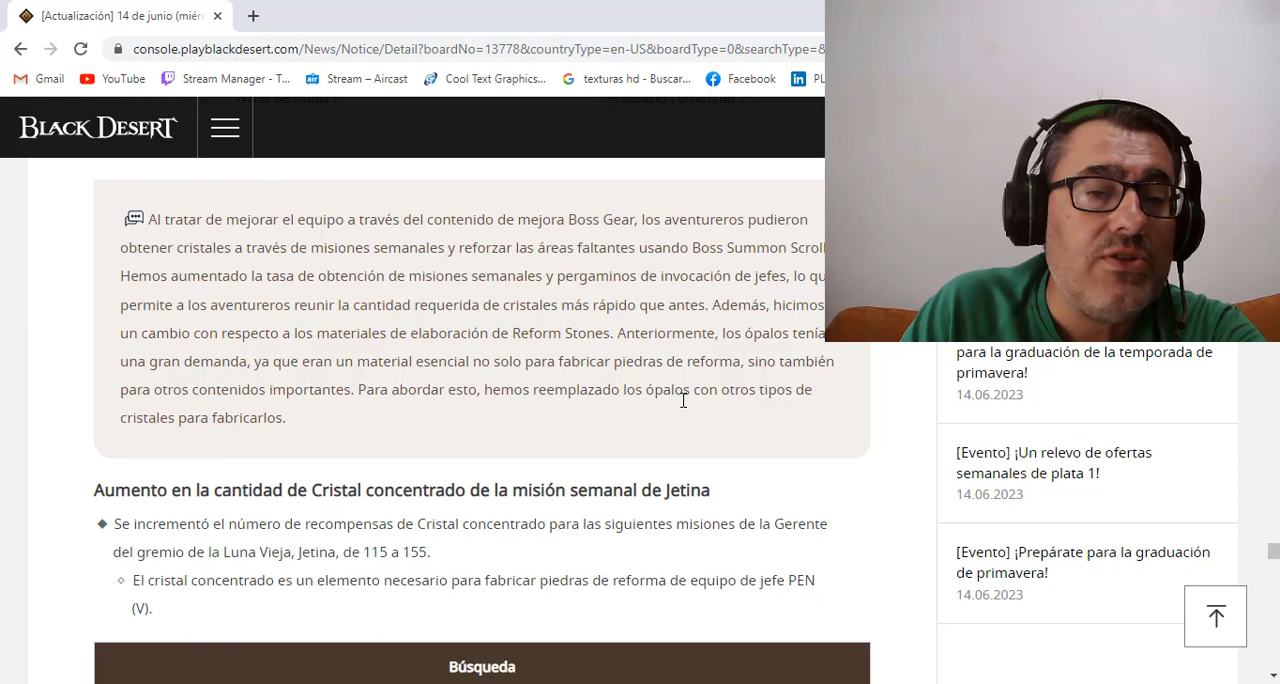 [Actualización] 14 de junio (miér
console.playblackdesert.com/News/Notice/Detail?boardNo=13778&countryType=en-US&boardType=0&searchType=&
Gmail YouTube Stream Manager - T... Stream – Aircast Cool Text Graphics... texturas hd - Buscar... Facebook PL
BLACK DESERT
Al tratar de mejorar el equipo a través del contenido de mejora Boss Gear, los aventureros pudieron
obtener cristales a través de misiones semanales y reforzar las áreas faltantes usando Boss Summon Scroll
Hemos aumentado la tasa de obtención de misiones semanales y pergaminos de invocación de jefes, lo qu
permite a los aventureros reunir la cantidad requerida de cristales más rápido que antes. Además, hicimos
un cambio con respecto a los materiales de elaboración de Reform Stones. Anteriormente, los ópalos tenía
una gran demanda, ya que eran un material esencial no solo para fabricar piedras de reforma, sino también
para otros contenidos importantes. Para abordar esto, hemos reemplazado los ópalos con otros tipos de
cristales para fabricarlos.
Aumento en la cantidad de Cristal concentrado de la misión semanal de Jetina
Se incrementó el número de recompensas de Cristal concentrado para las siguientes misiones de la Gerente
del gremio de la Luna Vieja, Jetina, de 115 a 155.
El cristal concentrado es un elemento necesario para fabricar piedras de reforma de equipo de jefe PEN
(V).
Búsqueda
para la graduación de la temporada de
primavera!
14.06.2023
[Evento] ¡Un relevo de ofertas
semanales de plata 1!
14.06.2023
[Evento] ¡Prepárate para la graduación
de primavera!
14.06.2023